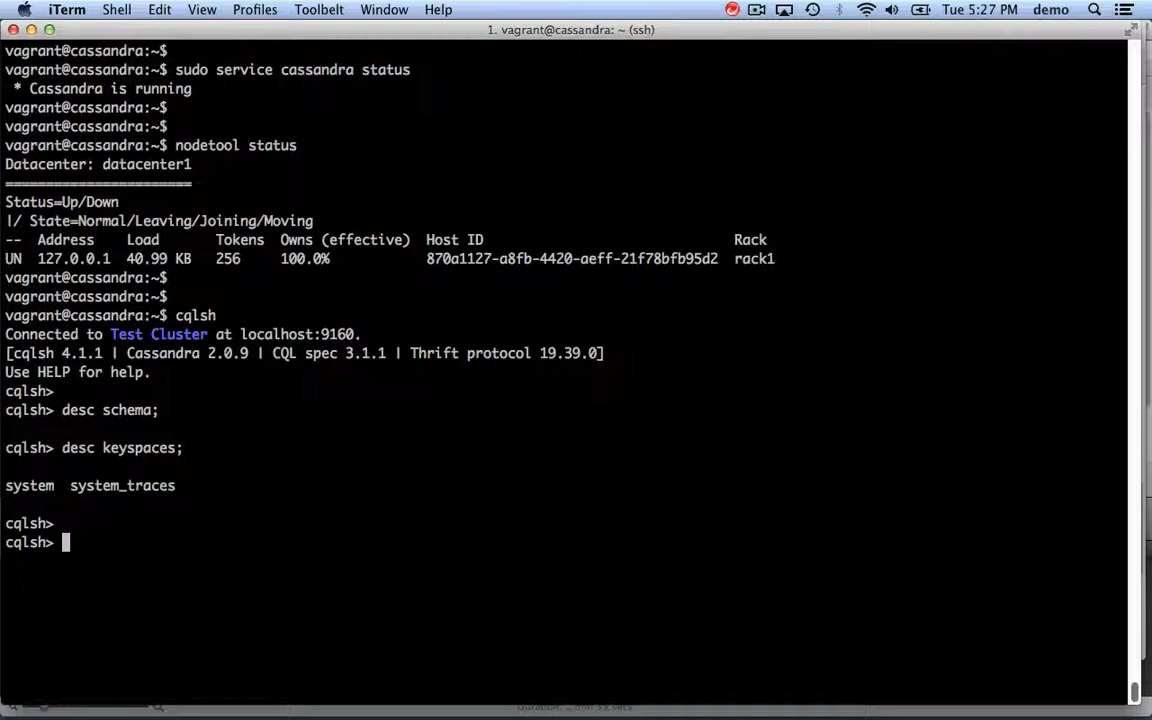 iTerm Shell Edit View Profiles Toolbelt Window Help Tue 5:27 PM demo
1. vagrant@cassandra: ~ (ssh)
vagrant@cassandra:~$
vagrant@cassandra:~$ sudo service cassandra status
* Cassandra is running
vagrant@cassandra:~$
vagrant@cassandra:~$
vagrant@cassandra:~$ nodetool status
Datacenter: datacenter1
=======================
Status=Up/Down
|/ State=Normal/Leaving/Joining/Moving
-- Address Load Tokens Owns (effective) Host ID Rack
UN 127.0.0.1 40.99 KB 256 100.0% 870a1127-a8fb-4420-aeff-21f78bfb95d2 rack1
vagrant@cassandra:~$
vagrant@cassandra:~$
vagrant@cassandra:~$ cqlsh
Connected to Test Cluster at localhost:9160.
[cqlsh 4.1.1 | Cassandra 2.0.9 | CQL spec 3.1.1 | Thrift protocol 19.39.0]
Use HELP for help.
cqlsh>
cqlsh> desc schema;
cqlsh> desc keyspaces;
system system_traces
cqlsh>
cqlsh>